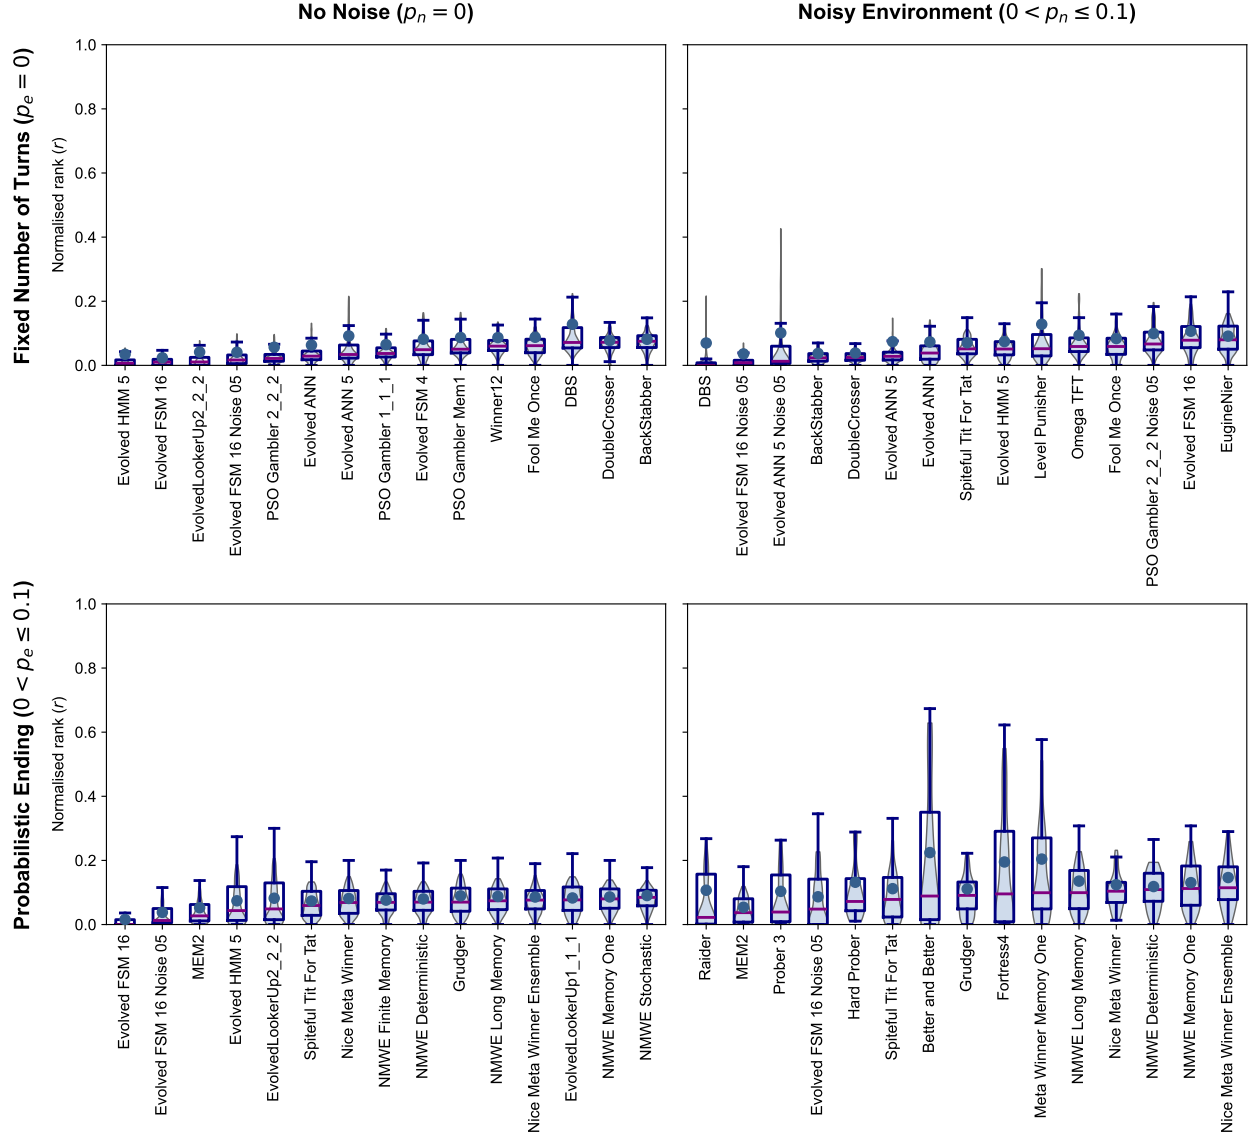 No Noise (pₙ = 0)
Noisy Environment (0 < pₙ ≤ 0.1)
Fixed Number of Turns (pₑ = 0)
Normalised rank (r)
1.0
0.8
0.6
0.4
0.2
0.0
Evolved HMM 5
Evolved FSM 16
EvolvedLookerUp2_2_2
Evolved FSM 16 Noise 05
PSO Gambler 2_2_2
Evolved ANN
Evolved ANN 5
PSO Gambler 1_1_1
Evolved FSM 4
PSO Gambler Mem1
Winner12
Fool Me Once
DBS
DoubleCrosser
BackStabber
DBS
Evolved FSM 16 Noise 05
Evolved ANN 5 Noise 05
BackStabber
DoubleCrosser
Evolved ANN 5
Evolved ANN
Spiteful Tit For Tat
Evolved HMM 5
Level Punisher
Omega TFT
Fool Me Once
PSO Gambler 2_2_2 Noise 05
Evolved FSM 16
EugineNier
Probabilistic Ending (0 < pₑ ≤ 0.1)
Normalised rank (r)
1.0
0.8
0.6
0.4
0.2
0.0
Evolved FSM 16
Evolved FSM 16 Noise 05
MEM2
Evolved HMM 5
EvolvedLookerUp2_2_2
Spiteful Tit For Tat
Nice Meta Winner
NMWE Finite Memory
NMWE Deterministic
Grudger
NMWE Long Memory
Nice Meta Winner Ensemble
EvolvedLookerUp1_1_1
NMWE Memory One
NMWE Stochastic
Raider
MEM2
Prober 3
Evolved FSM 16 Noise 05
Hard Prober
Spiteful Tit For Tat
Better and Better
Grudger
Fortress4
Meta Winner Memory One
NMWE Long Memory
Nice Meta Winner
NMWE Deterministic
NMWE Memory One
Nice Meta Winner Ensemble